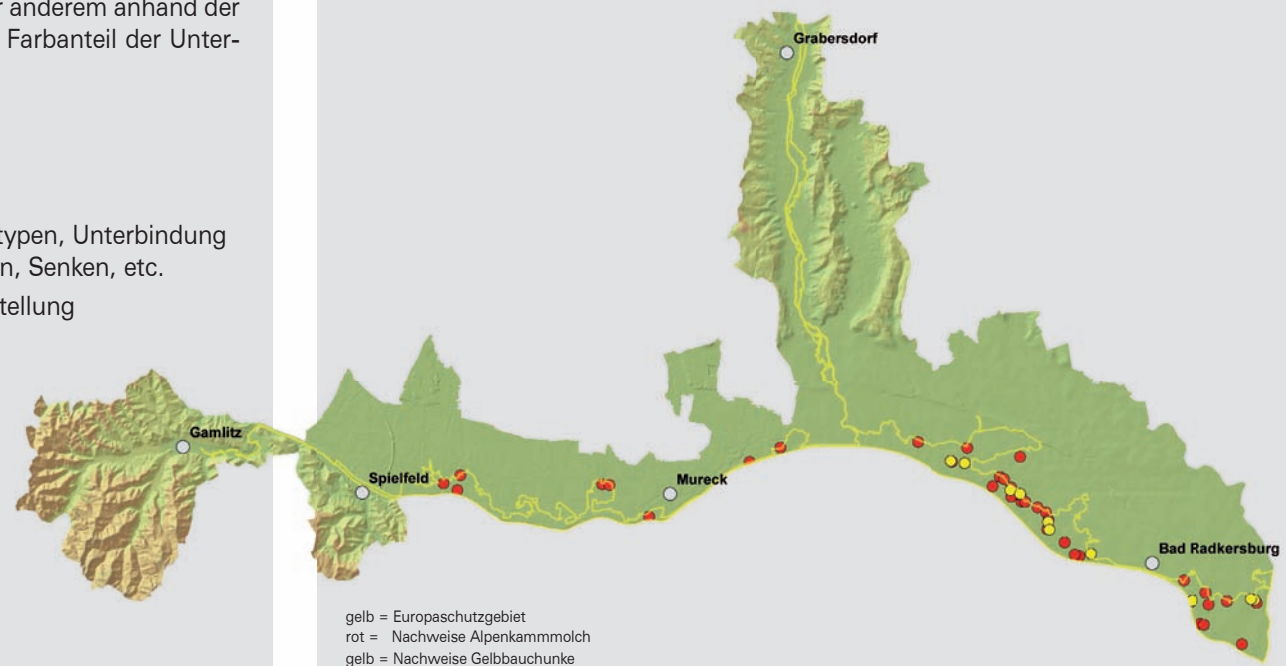 r anderem anhand der
Farbanteil der Unter-
typen, Unterbindung
n, Senken, etc.
tellung
Grabersdorf
Gamlitz
Spielfeld
Mureck
Bad Radkersburg
gelb = Europaschutzgebiet
rot = Nachweise Alpenkammmolch
gelb = Nachweise Gelbbauchunke